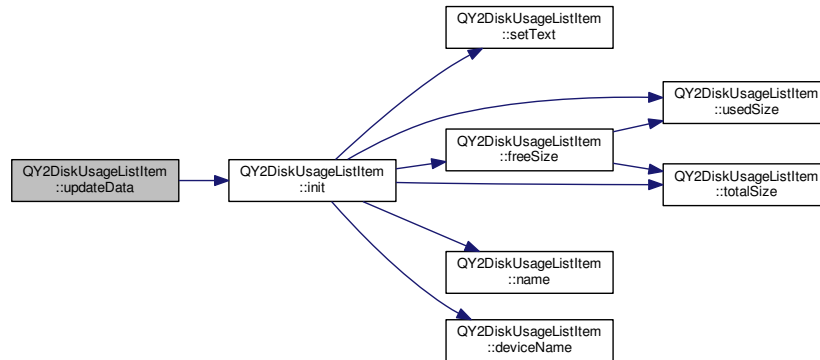 QY2DiskUsageListItem
::setText
QY2DiskUsageListItem
::usedSize
QY2DiskUsageListItem
::freeSize
QY2DiskUsageListItem
::updateData
QY2DiskUsageListItem
::init
QY2DiskUsageListItem
::totalSize
QY2DiskUsageListItem
::name
QY2DiskUsageListItem
::deviceName